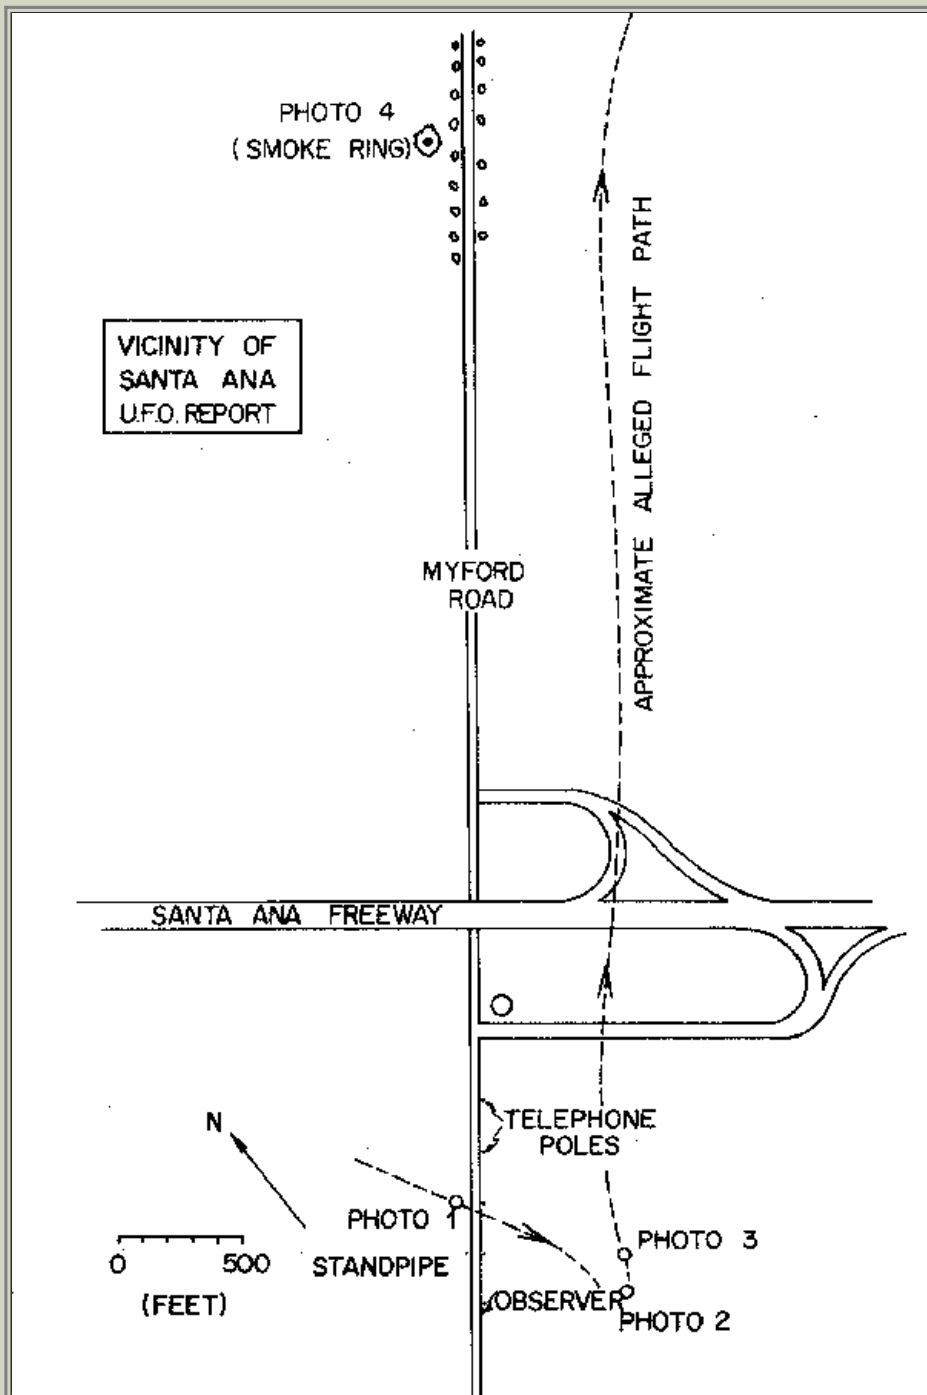 PHOTO 4
(SMOKE RING)
VICINITY OF
SANTA ANA
U.F.O. REPORT
APPROXIMATE ALLEGED FLIGHT PATH
MYFORD
ROAD
SANTA ANA FREEWAY
TELEPHONE
POLES
N
PHOTO 1
STANDPIPE
PHOTO 3
0 500
(FEET)
OBSERVER
PHOTO 2